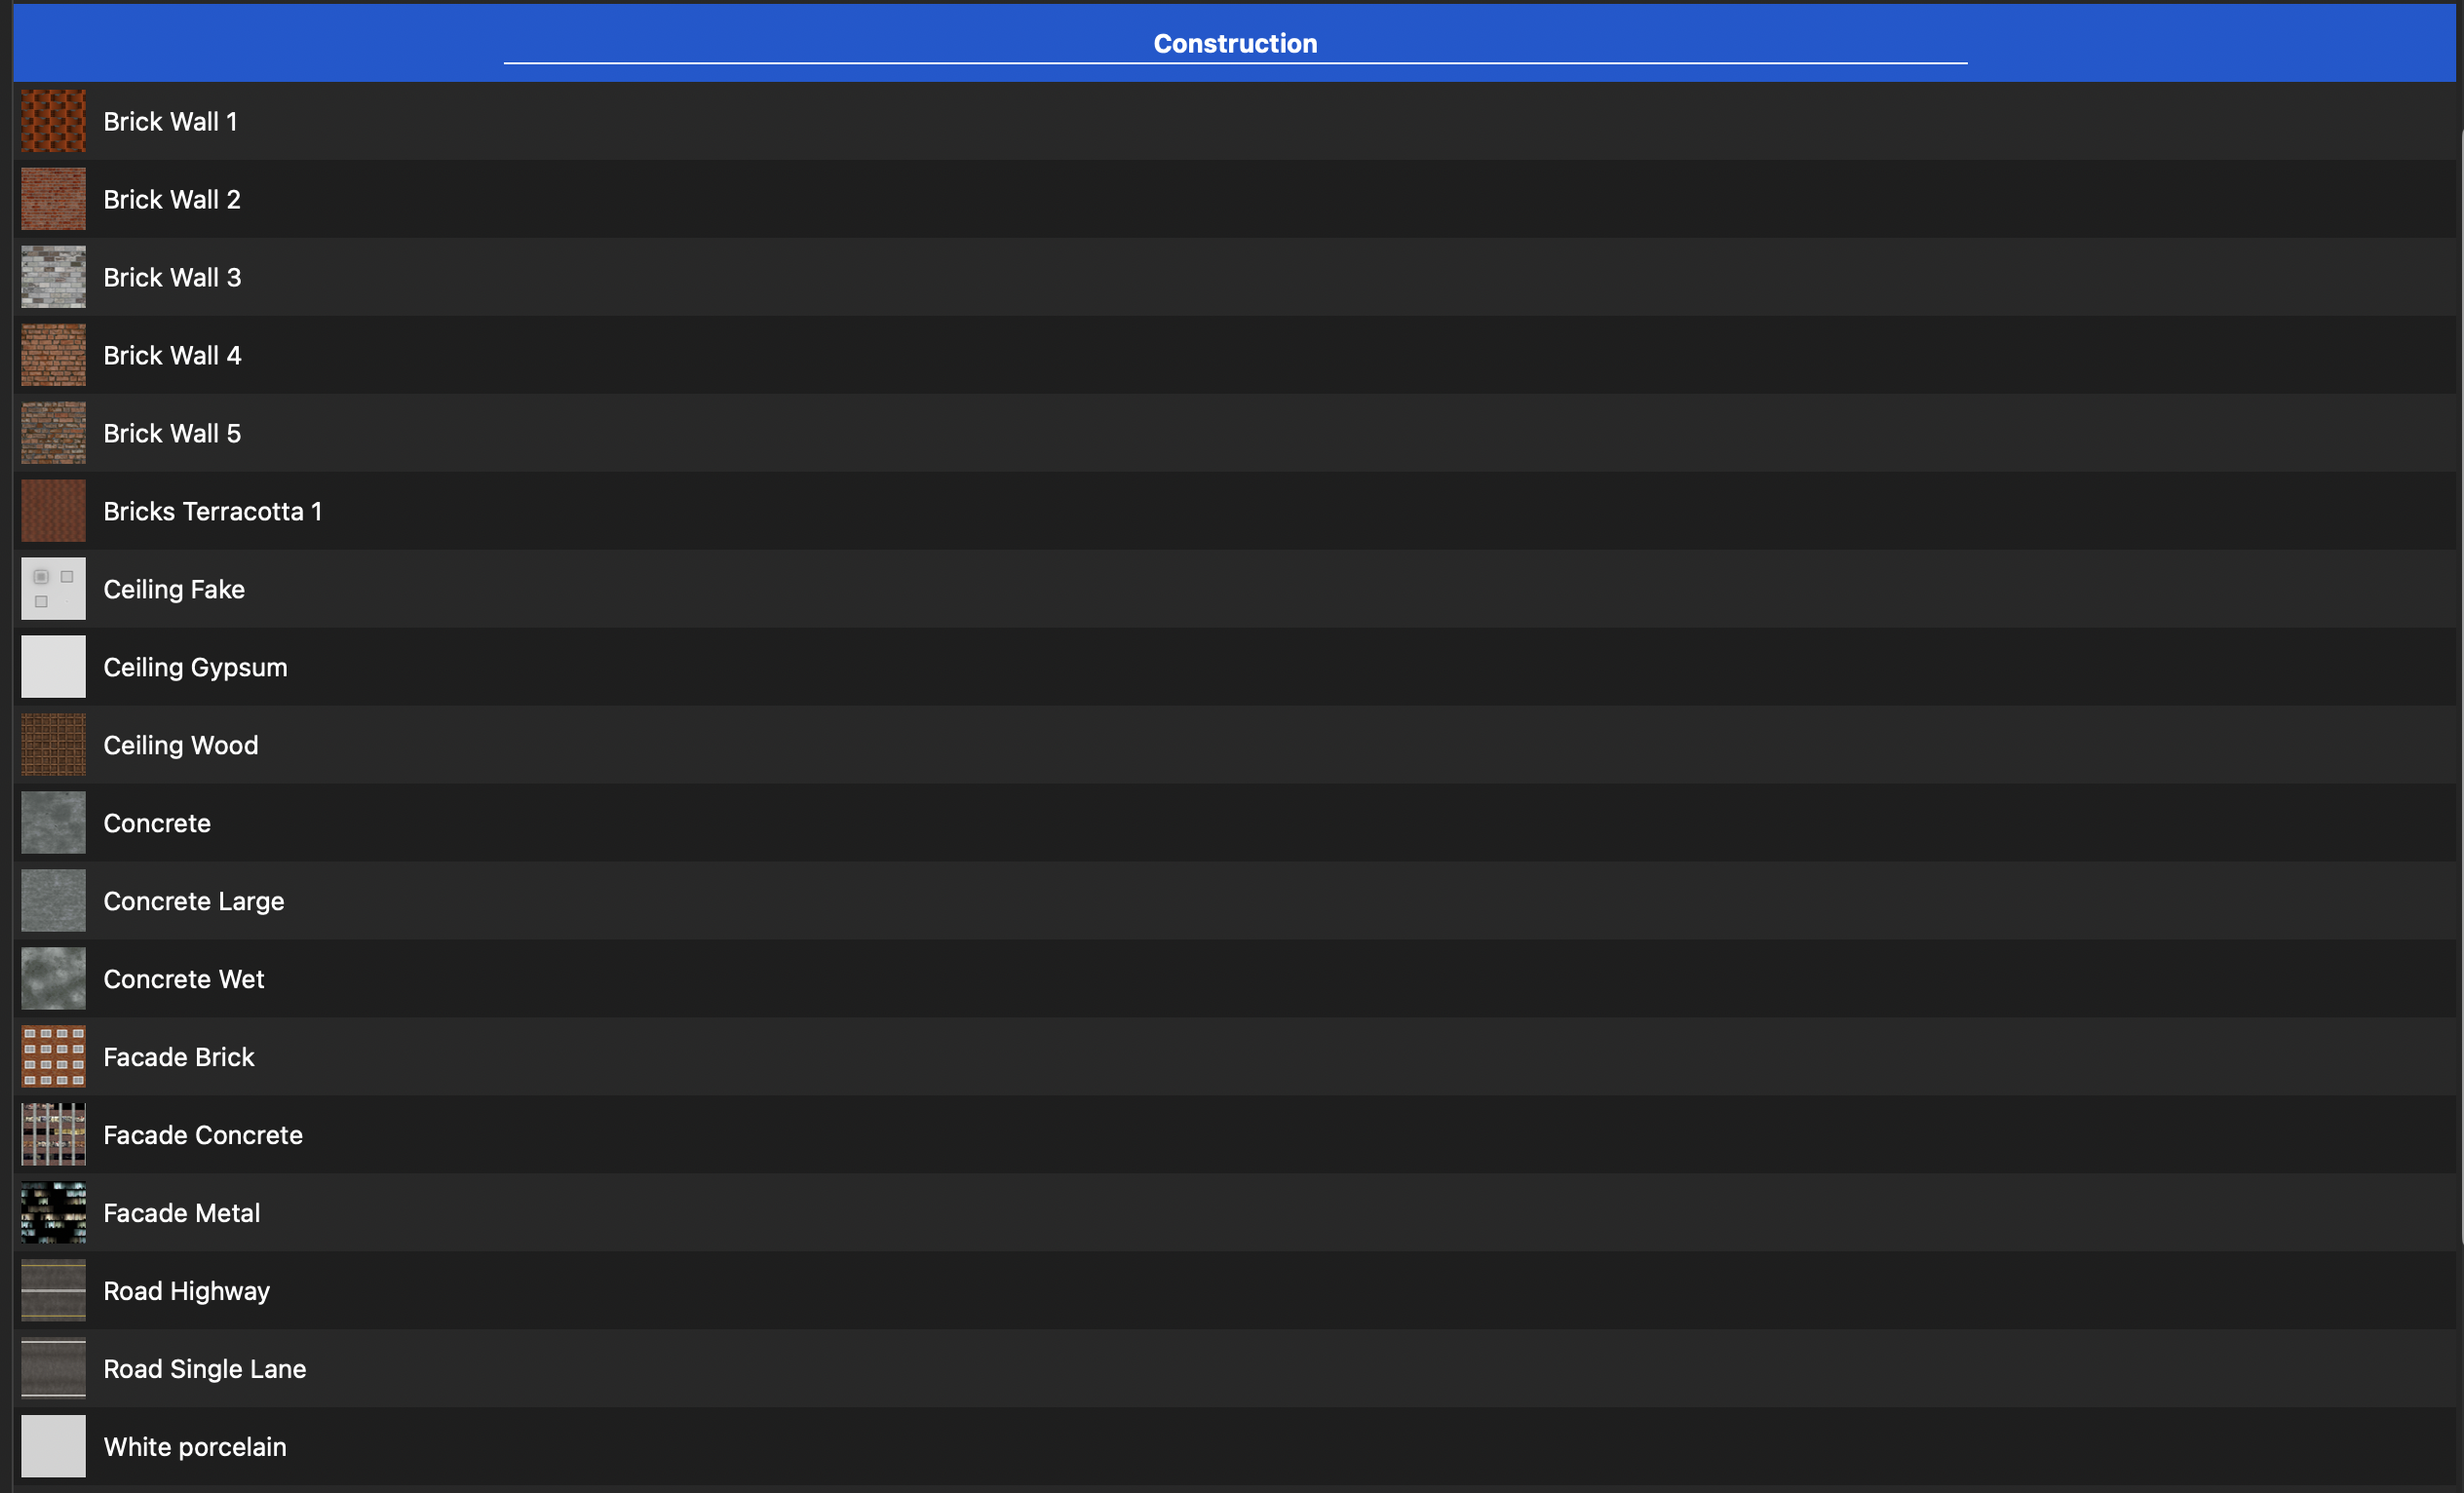 Construction
Brick Wall 1
Brick Wall 2
Brick Wall 3
Brick Wall 4
Brick Wall 5
Bricks Terracotta 1
Ceiling Fake
Ceiling Gypsum
Ceiling Wood
Concrete
Concrete Large
Concrete Wet
Facade Brick
Facade Concrete
Facade Metal
Road Highway
Road Single Lane
White porcelain